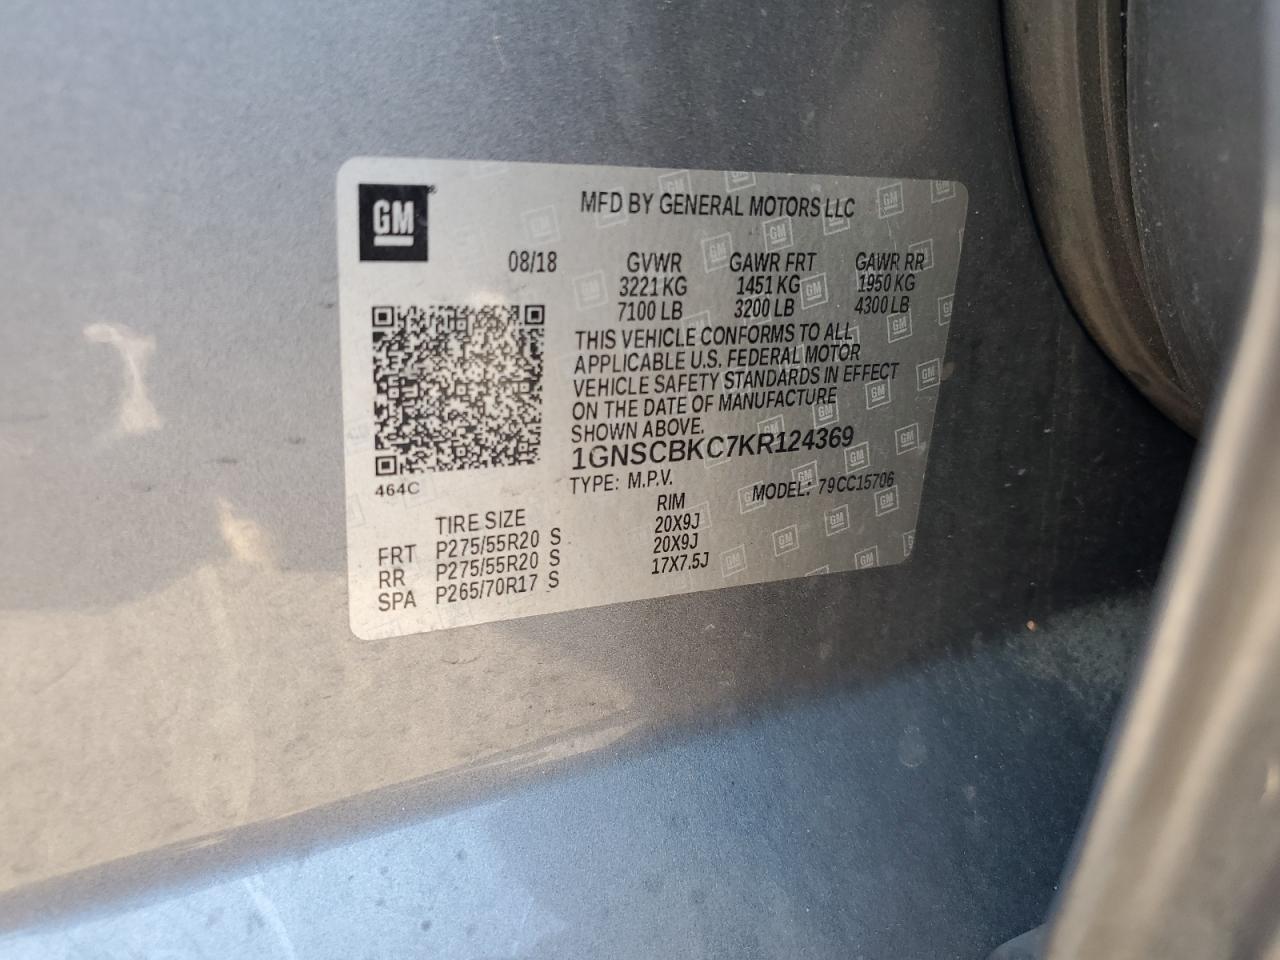 GM
MFD BY GENERAL MOTORS LLC
08/18 GVWR GAWR FRT GAWR RR
3221 KG 1451 KG 1950 KG
7100 LB 3200 LB 4300 LB
THIS VEHICLE CONFORMS TO ALL
APPLICABLE U.S. FEDERAL MOTOR
VEHICLE SAFETY STANDARDS IN EFFECT
ON THE DATE OF MANUFACTURE
SHOWN ABOVE.
1GNSCBKC7KR124369
464C
TYPE: M.P.V. MODEL: 79CC15706
TIRE SIZE RIM
FRT P275/55R20 S 20X9J
RR P275/55R20 S 20X9J
SPA P265/70R17 S 17X7.5J